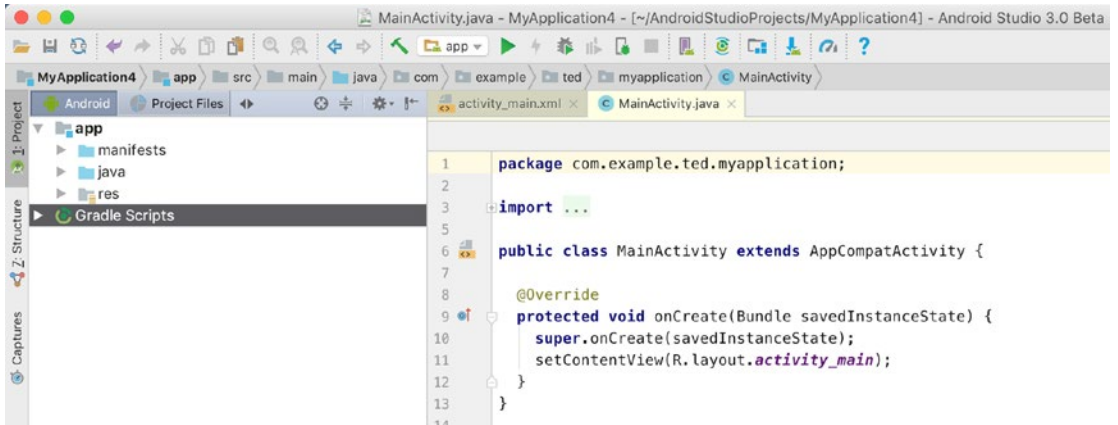 MainActivity.java - MyApplication4 - [~/AndroidStudioProjects/MyApplication4] - Android Studio 3.0 Beta
app
MyApplication4 app src main java com example ted myapplication MainActivity
Android Project Files
activity_main.xml MainActivity.java
1: Project
Z: Structure
Captures
app
manifests
java
res
Gradle Scripts
1 package com.example.ted.myapplication;
2
3 import ...
5
6 public class MainActivity extends AppCompatActivity {
7
8 @Override
9 protected void onCreate(Bundle savedInstanceState) {
10 super.onCreate(savedInstanceState);
11 setContentView(R.layout.activity_main);
12 }
13 }
14